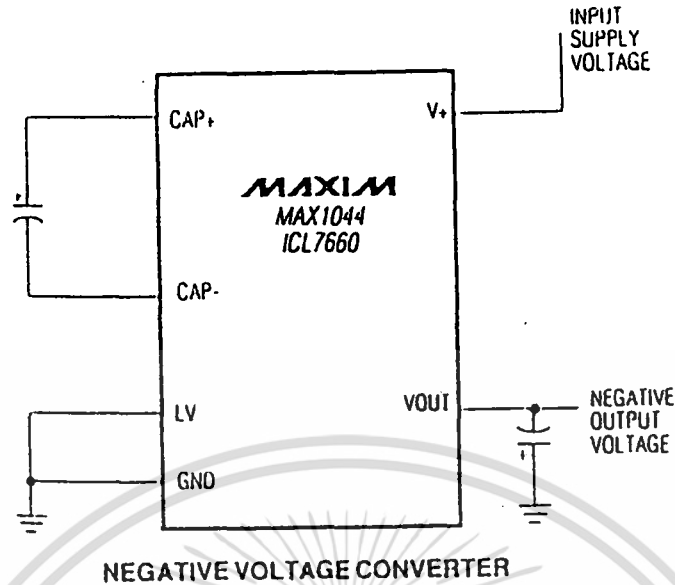 INPUT
SUPPLY
VOLTAGE
CAP+
V+
MAXIM
MAX1044
ICL7660
CAP-
LV
VOUT
NEGATIVE
OUTPUT
VOLTAGE
GND
NEGATIVE VOLTAGE CONVERTER